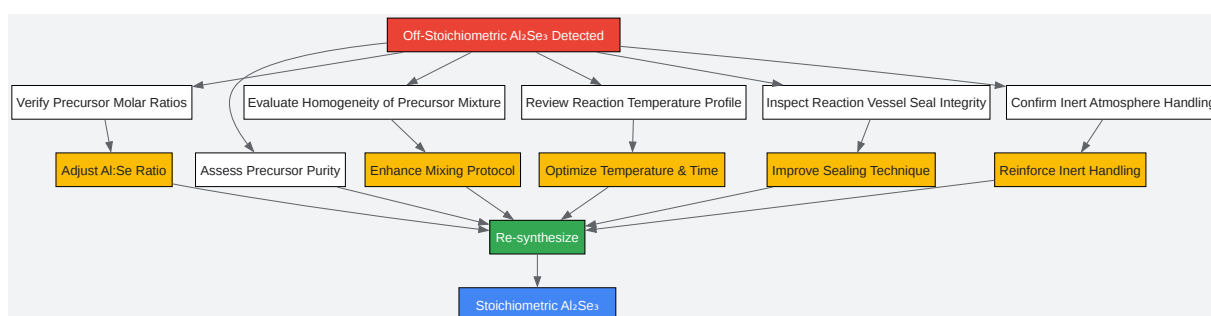 Off-Stoichiometric Al₂Se₃ Detected
Verify Precursor Molar Ratios
Evaluate Homogeneity of Precursor Mixture
Review Reaction Temperature Profile
Inspect Reaction Vessel Seal Integrity
Confirm Inert Atmosphere Handling
Adjust Al:Se Ratio
Assess Precursor Purity
Enhance Mixing Protocol
Optimize Temperature & Time
Improve Sealing Technique
Reinforce Inert Handling
Re-synthesize
Stoichiometric Al₂Se₃